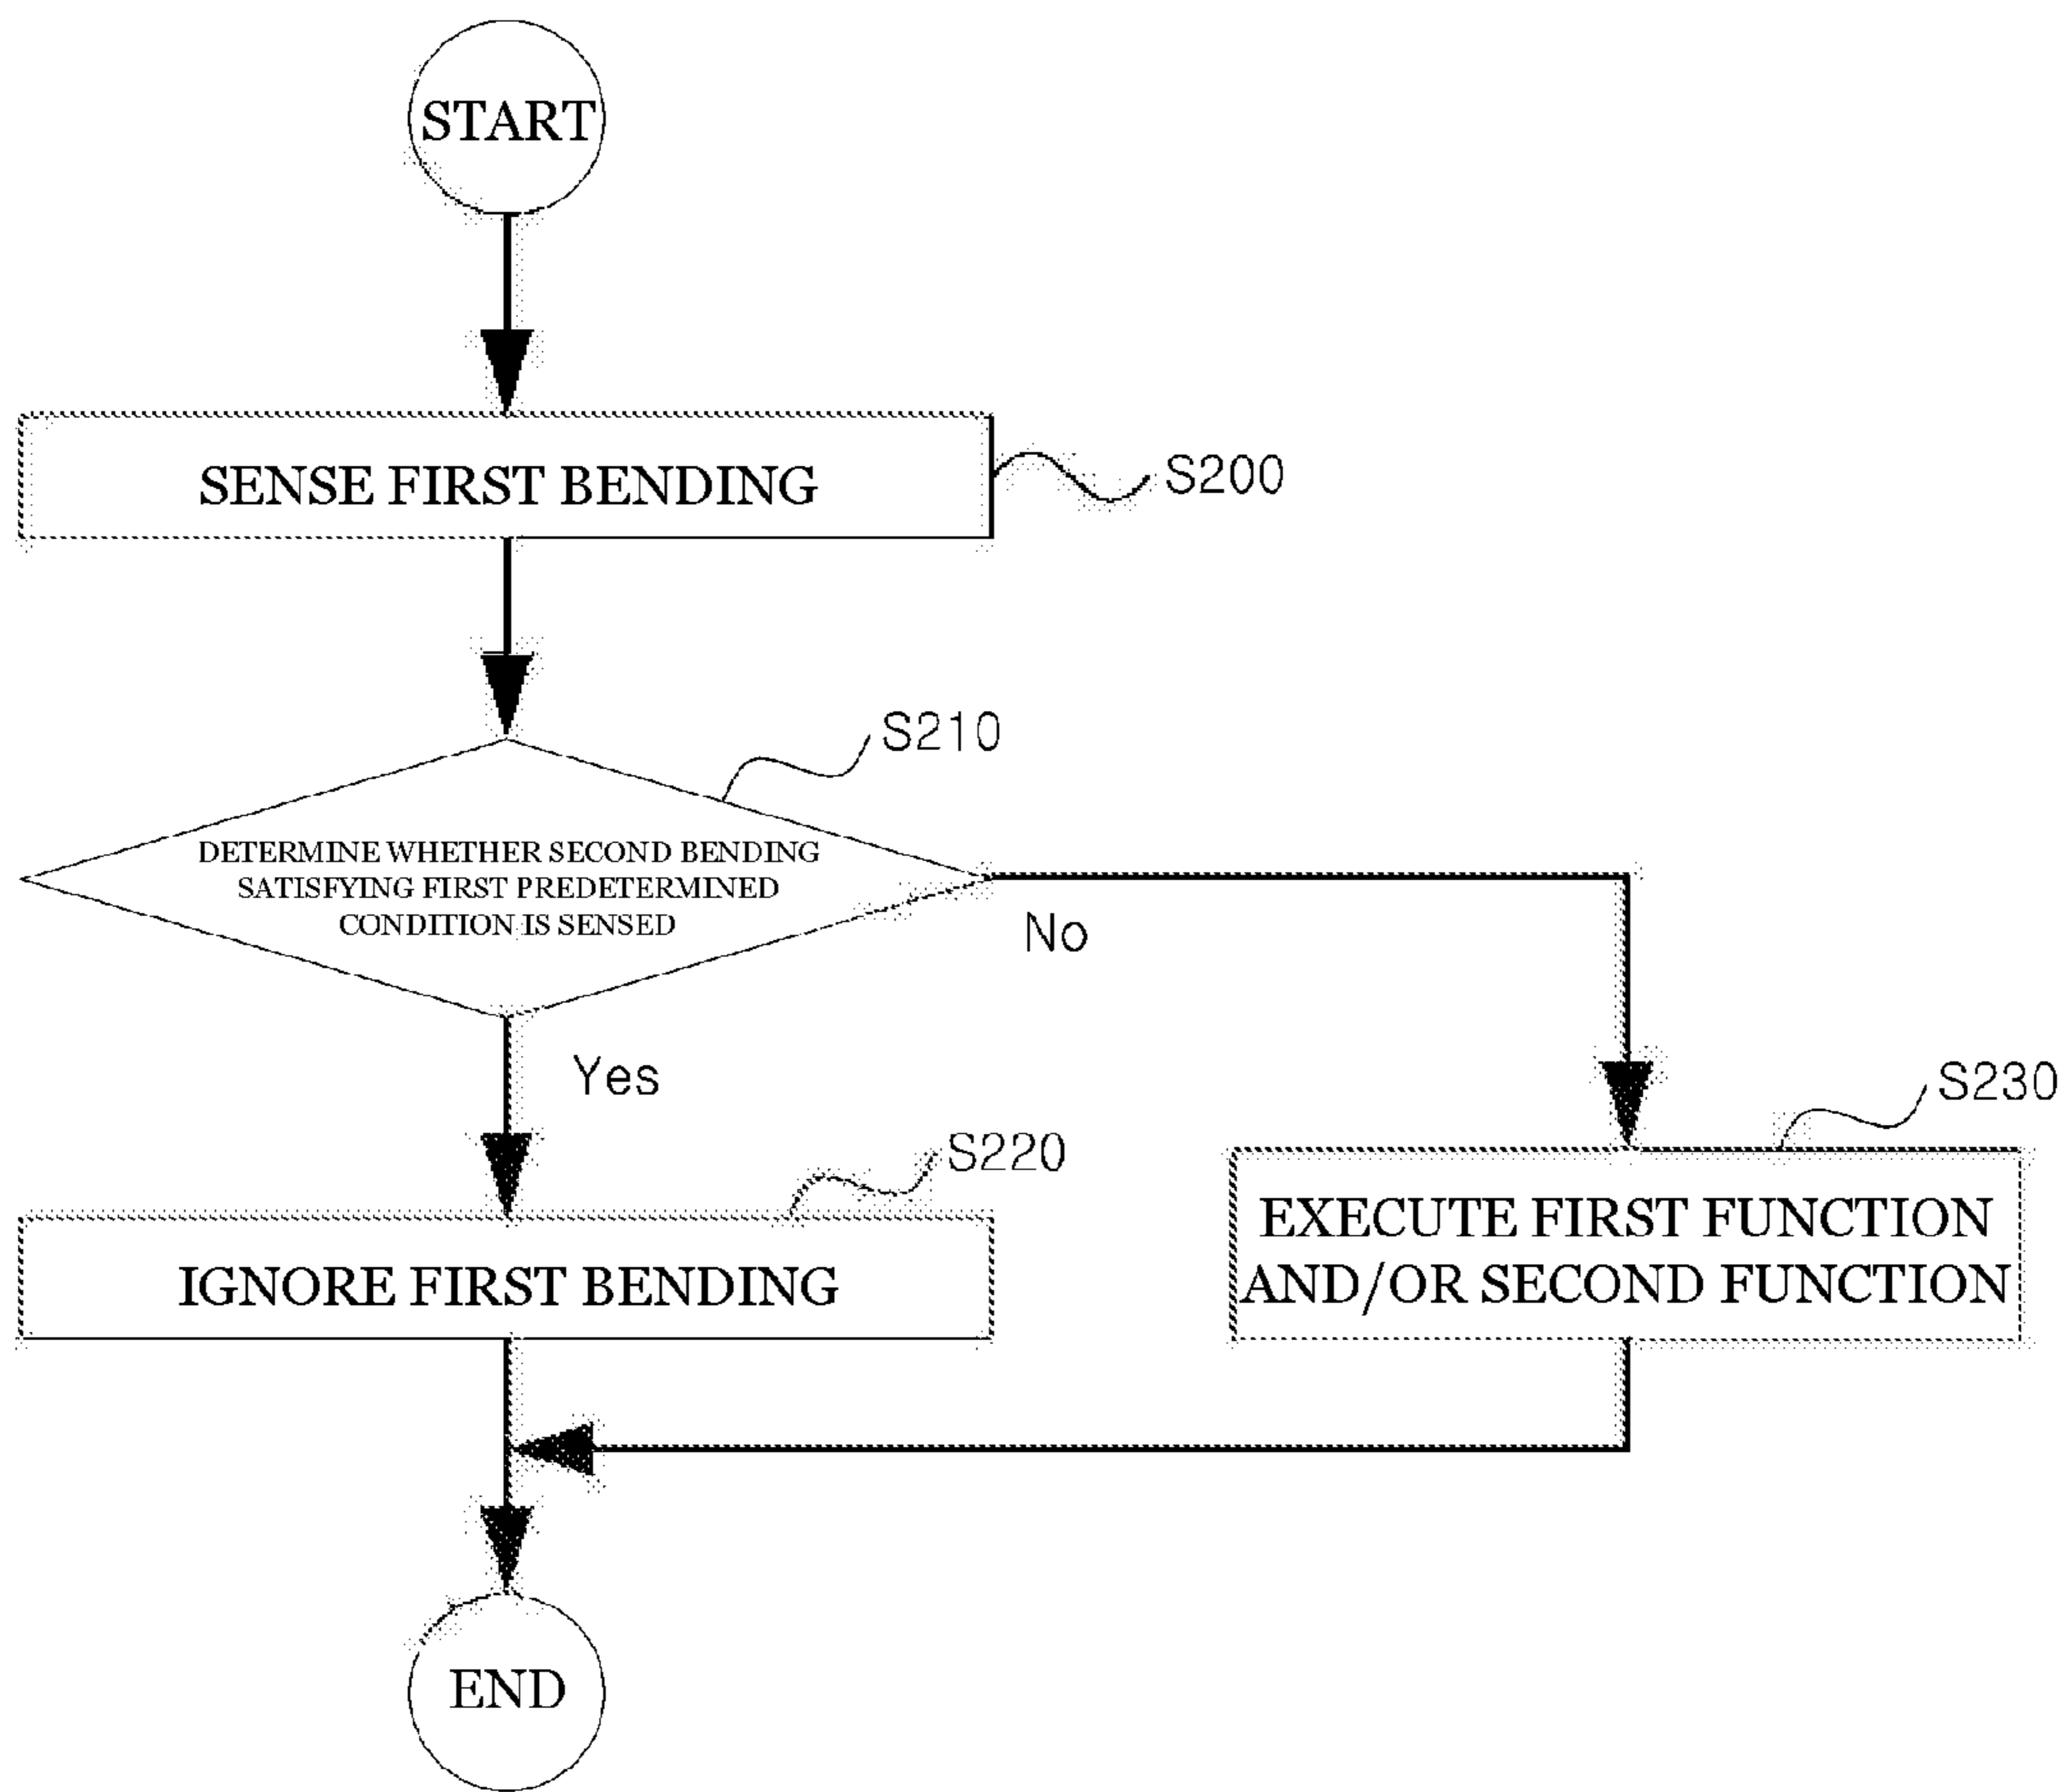 START
SENSE FIRST BENDING
S200
S210
DETERMINE WHETHER SECOND BENDING
SATISFYING FIRST PREDETERMINED
CONDITION IS SENSED
No
Yes
S230
S220
EXECUTE FIRST FUNCTION
AND/OR SECOND FUNCTION
IGNORE FIRST BENDING
END